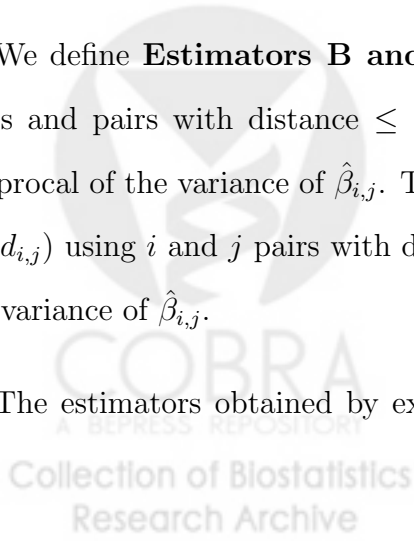 We define Estimators B and
s and pairs with distance ≤
procal of the variance of β̂i,j. T
di,j) using i and j pairs with d
variance of β̂i,j.
The estimators obtained by ex
COBRA
A BEPRESS REPOSITORY
Collection of Biostatistics
Research Archive